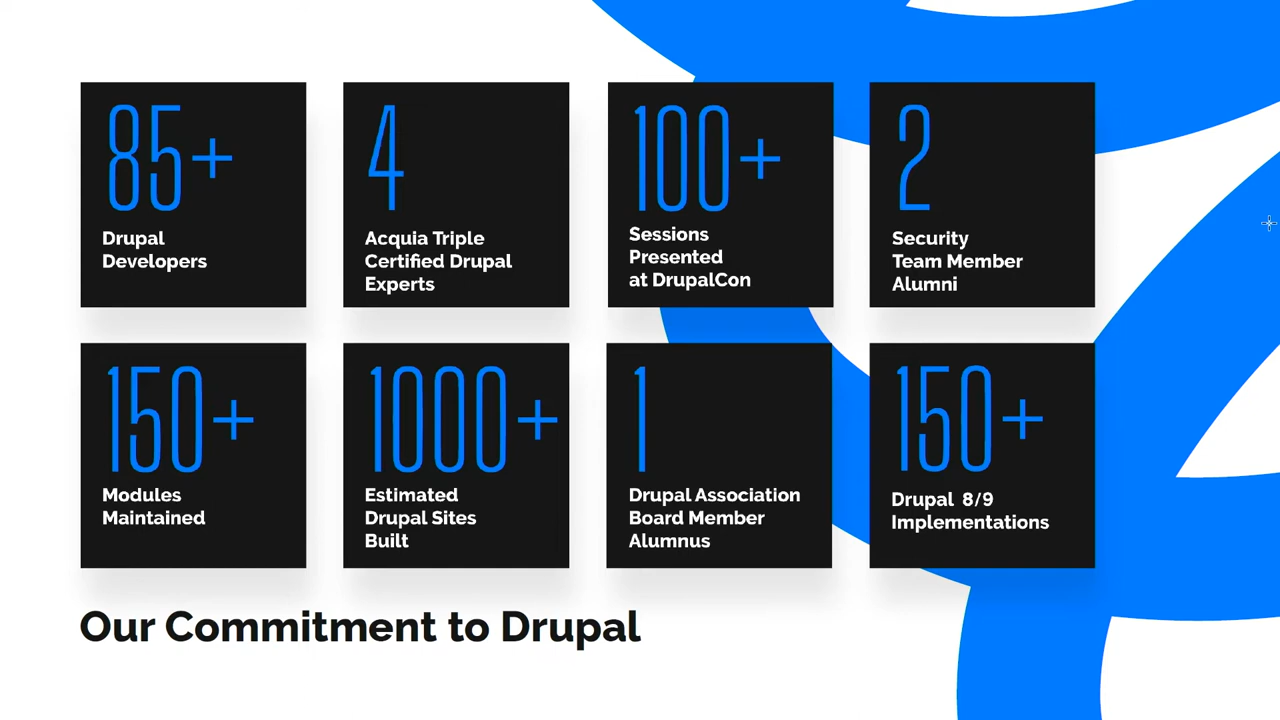 85+
Drupal
Developers
4
Acquia Triple
Certified Drupal
Experts
100+
Sessions
Presented
at DrupalCon
2
Security
Team Member
Alumni
150+
Modules
Maintained
1000+
Estimated
Drupal Sites
Built
1
Drupal Association
Board Member
Alumnus
150+
Drupal 8/9
Implementations
Our Commitment to Drupal